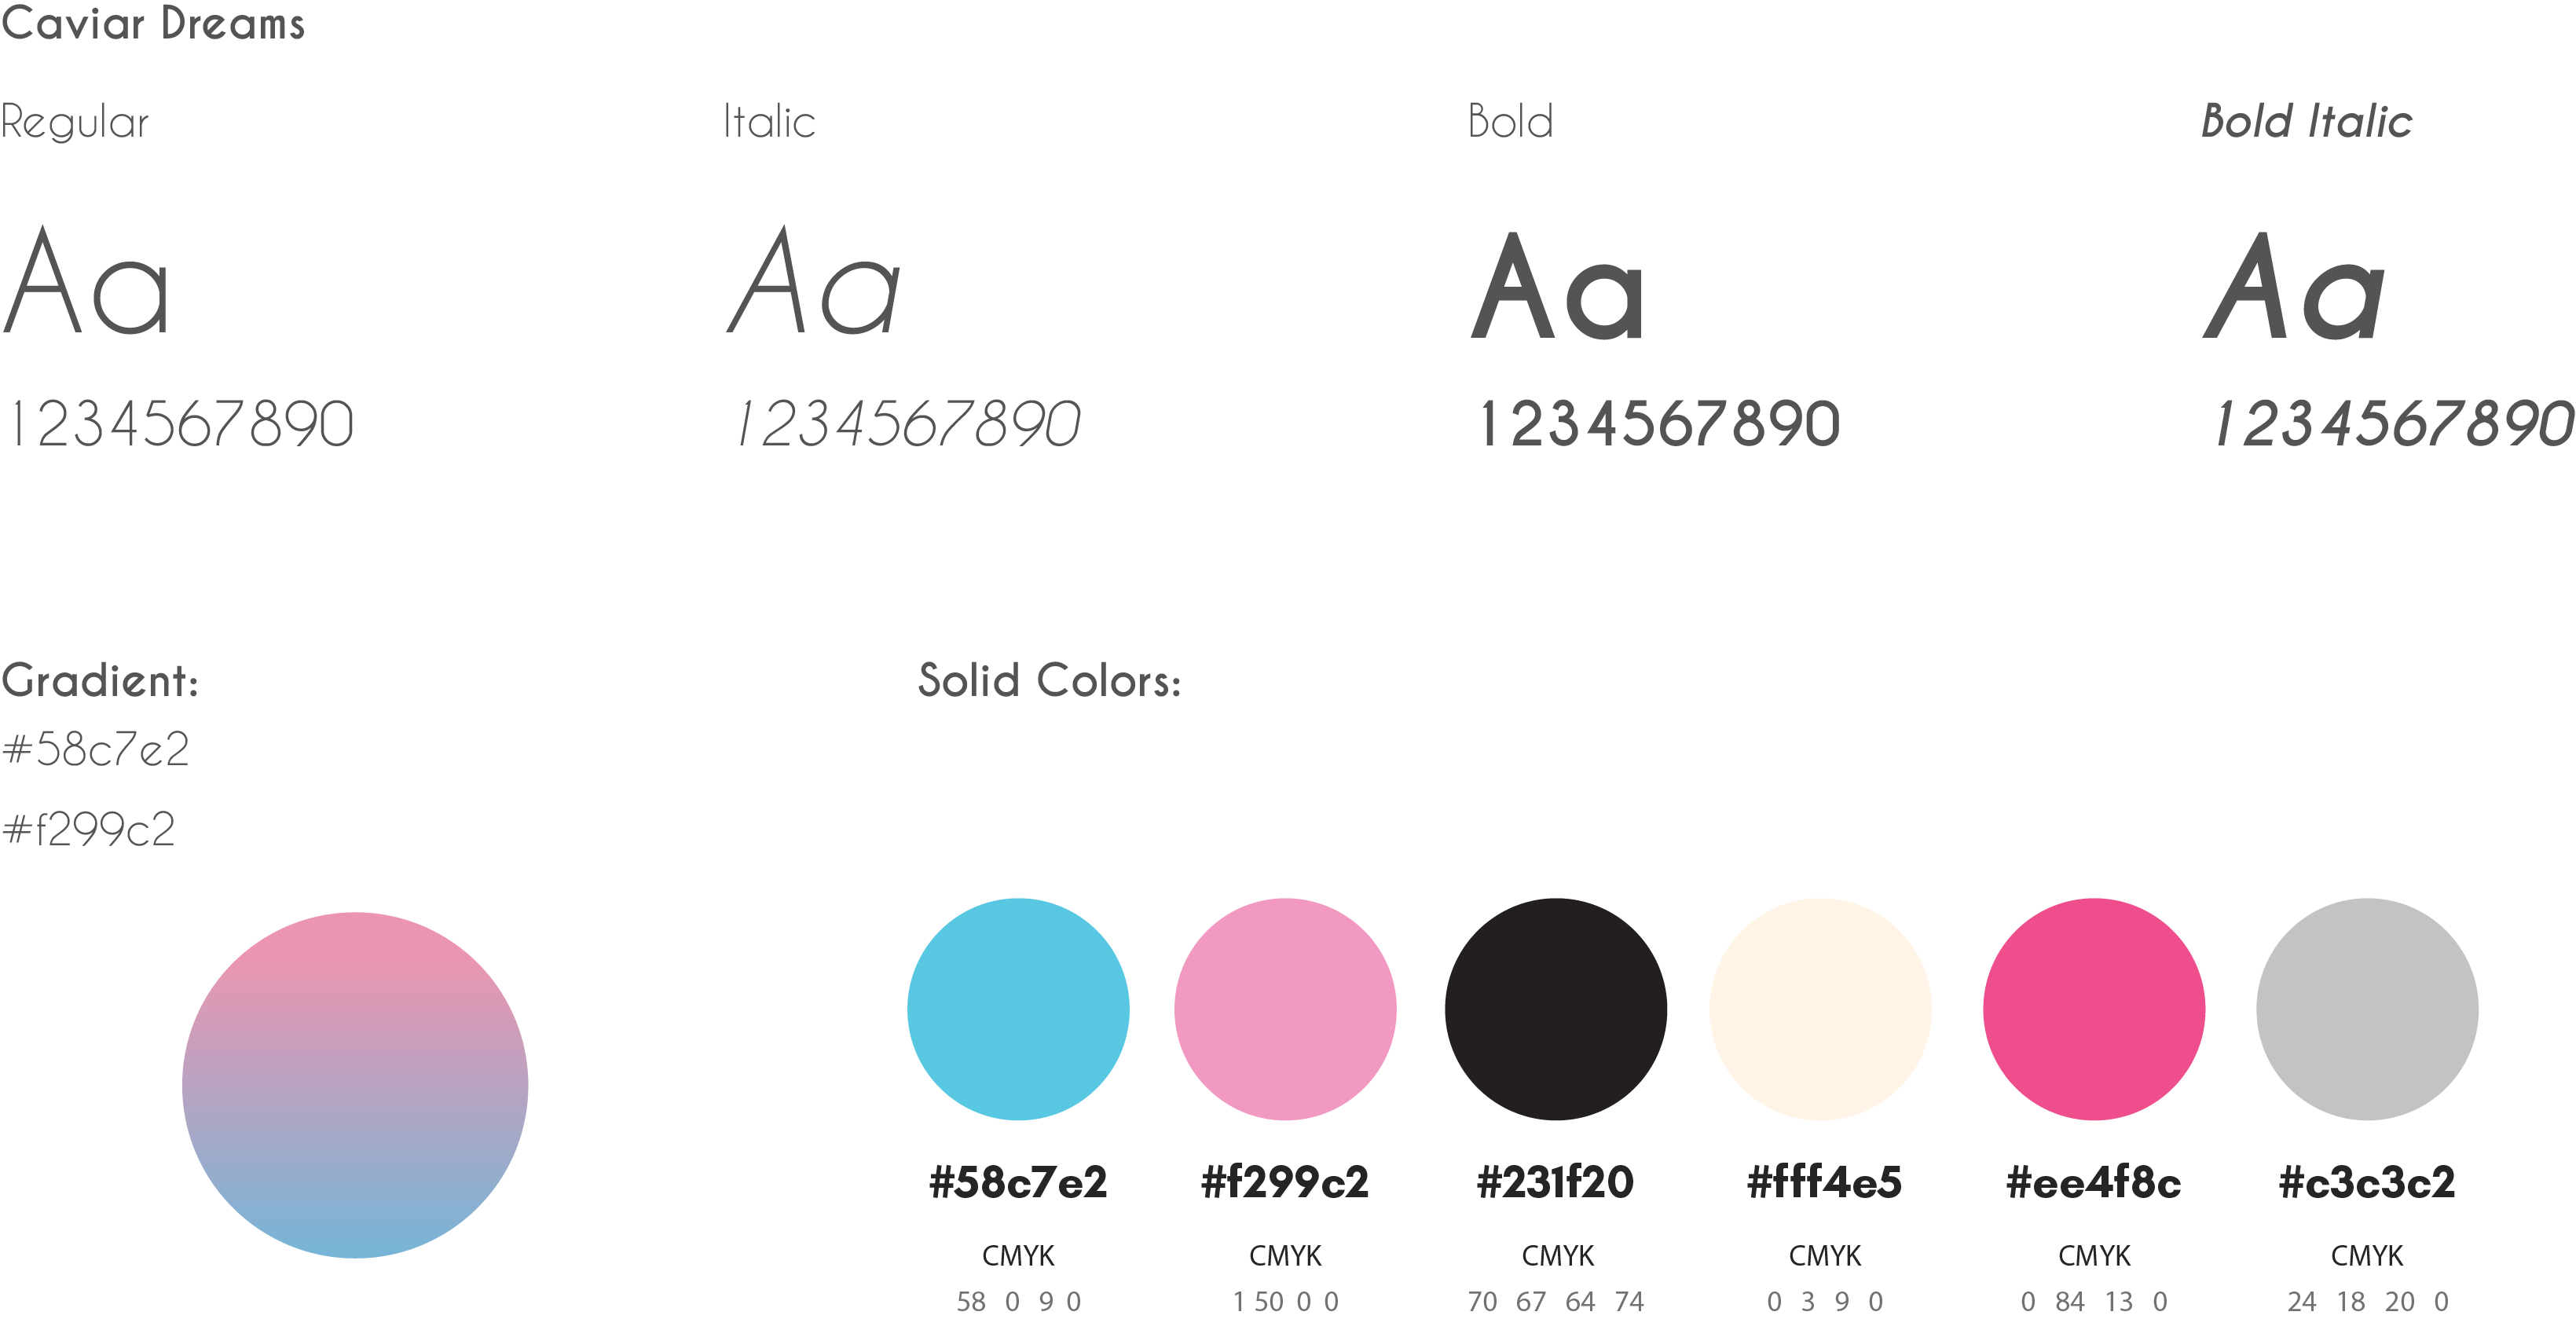 Caviar Dreams
Regular
Italic
Bold
Bold Italic
Aa
Aa
Aa
Aa
1234567890
1234567890
1234567890
1234567890
Gradient:
#58c7e2
#f299c2
Solid Colors:
#58c7e2
#f299c2
#231f20
#fff4e5
#ee4f8c
#c3c3c2
CMYK
CMYK
CMYK
CMYK
CMYK
CMYK
58 0 9 0
1 50 0 0
70 67 64 74
0 3 9 0
0 84 13 0
24 18 20 0